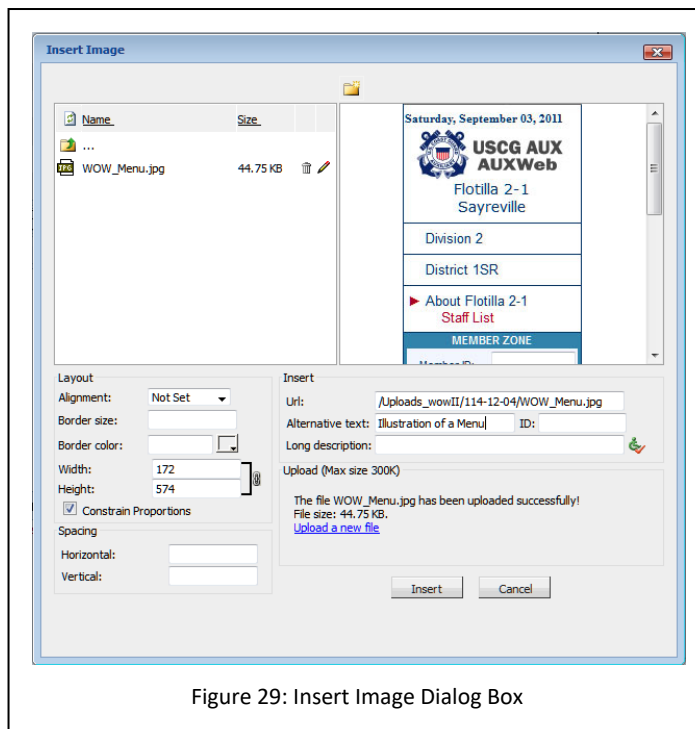 Insert Image
Name Size
...
WOW_Menu.jpg 44.75 KB
Saturday, September 03, 2011
USCG AUX
AUXWeb
Flotilla 2-1
Sayreville
Division 2
District 1SR
About Flotilla 2-1
Staff List
MEMBER ZONE
Layout
Alignment: Not Set
Border size:
Border color:
Width: 172
Height: 574
Constrain Proportions
Spacing
Horizontal:
Vertical:
Insert
Url: /Uploads_wowII/114-12-04/WOW_Menu.jpg
Alternative text: Illustration of a Menu ID:
Long description:
Upload (Max size 300K)
The file WOW_Menu.jpg has been uploaded successfully!
File size: 44.75 KB.
Upload a new file
Insert Cancel
Figure 29: Insert Image Dialog Box